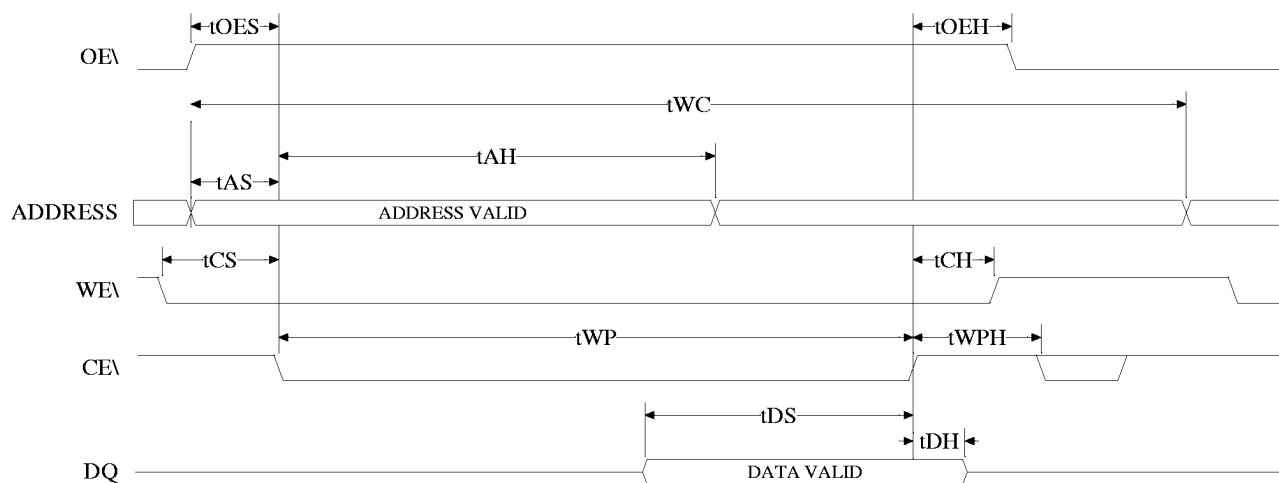 tOES tOEH
OE\
tWC
tAH
tAS
ADDRESS ADDRESS VALID
tCS tCH
WE\
tWP tWPH
CE\
tDS
tDH
DQ DATA VALID